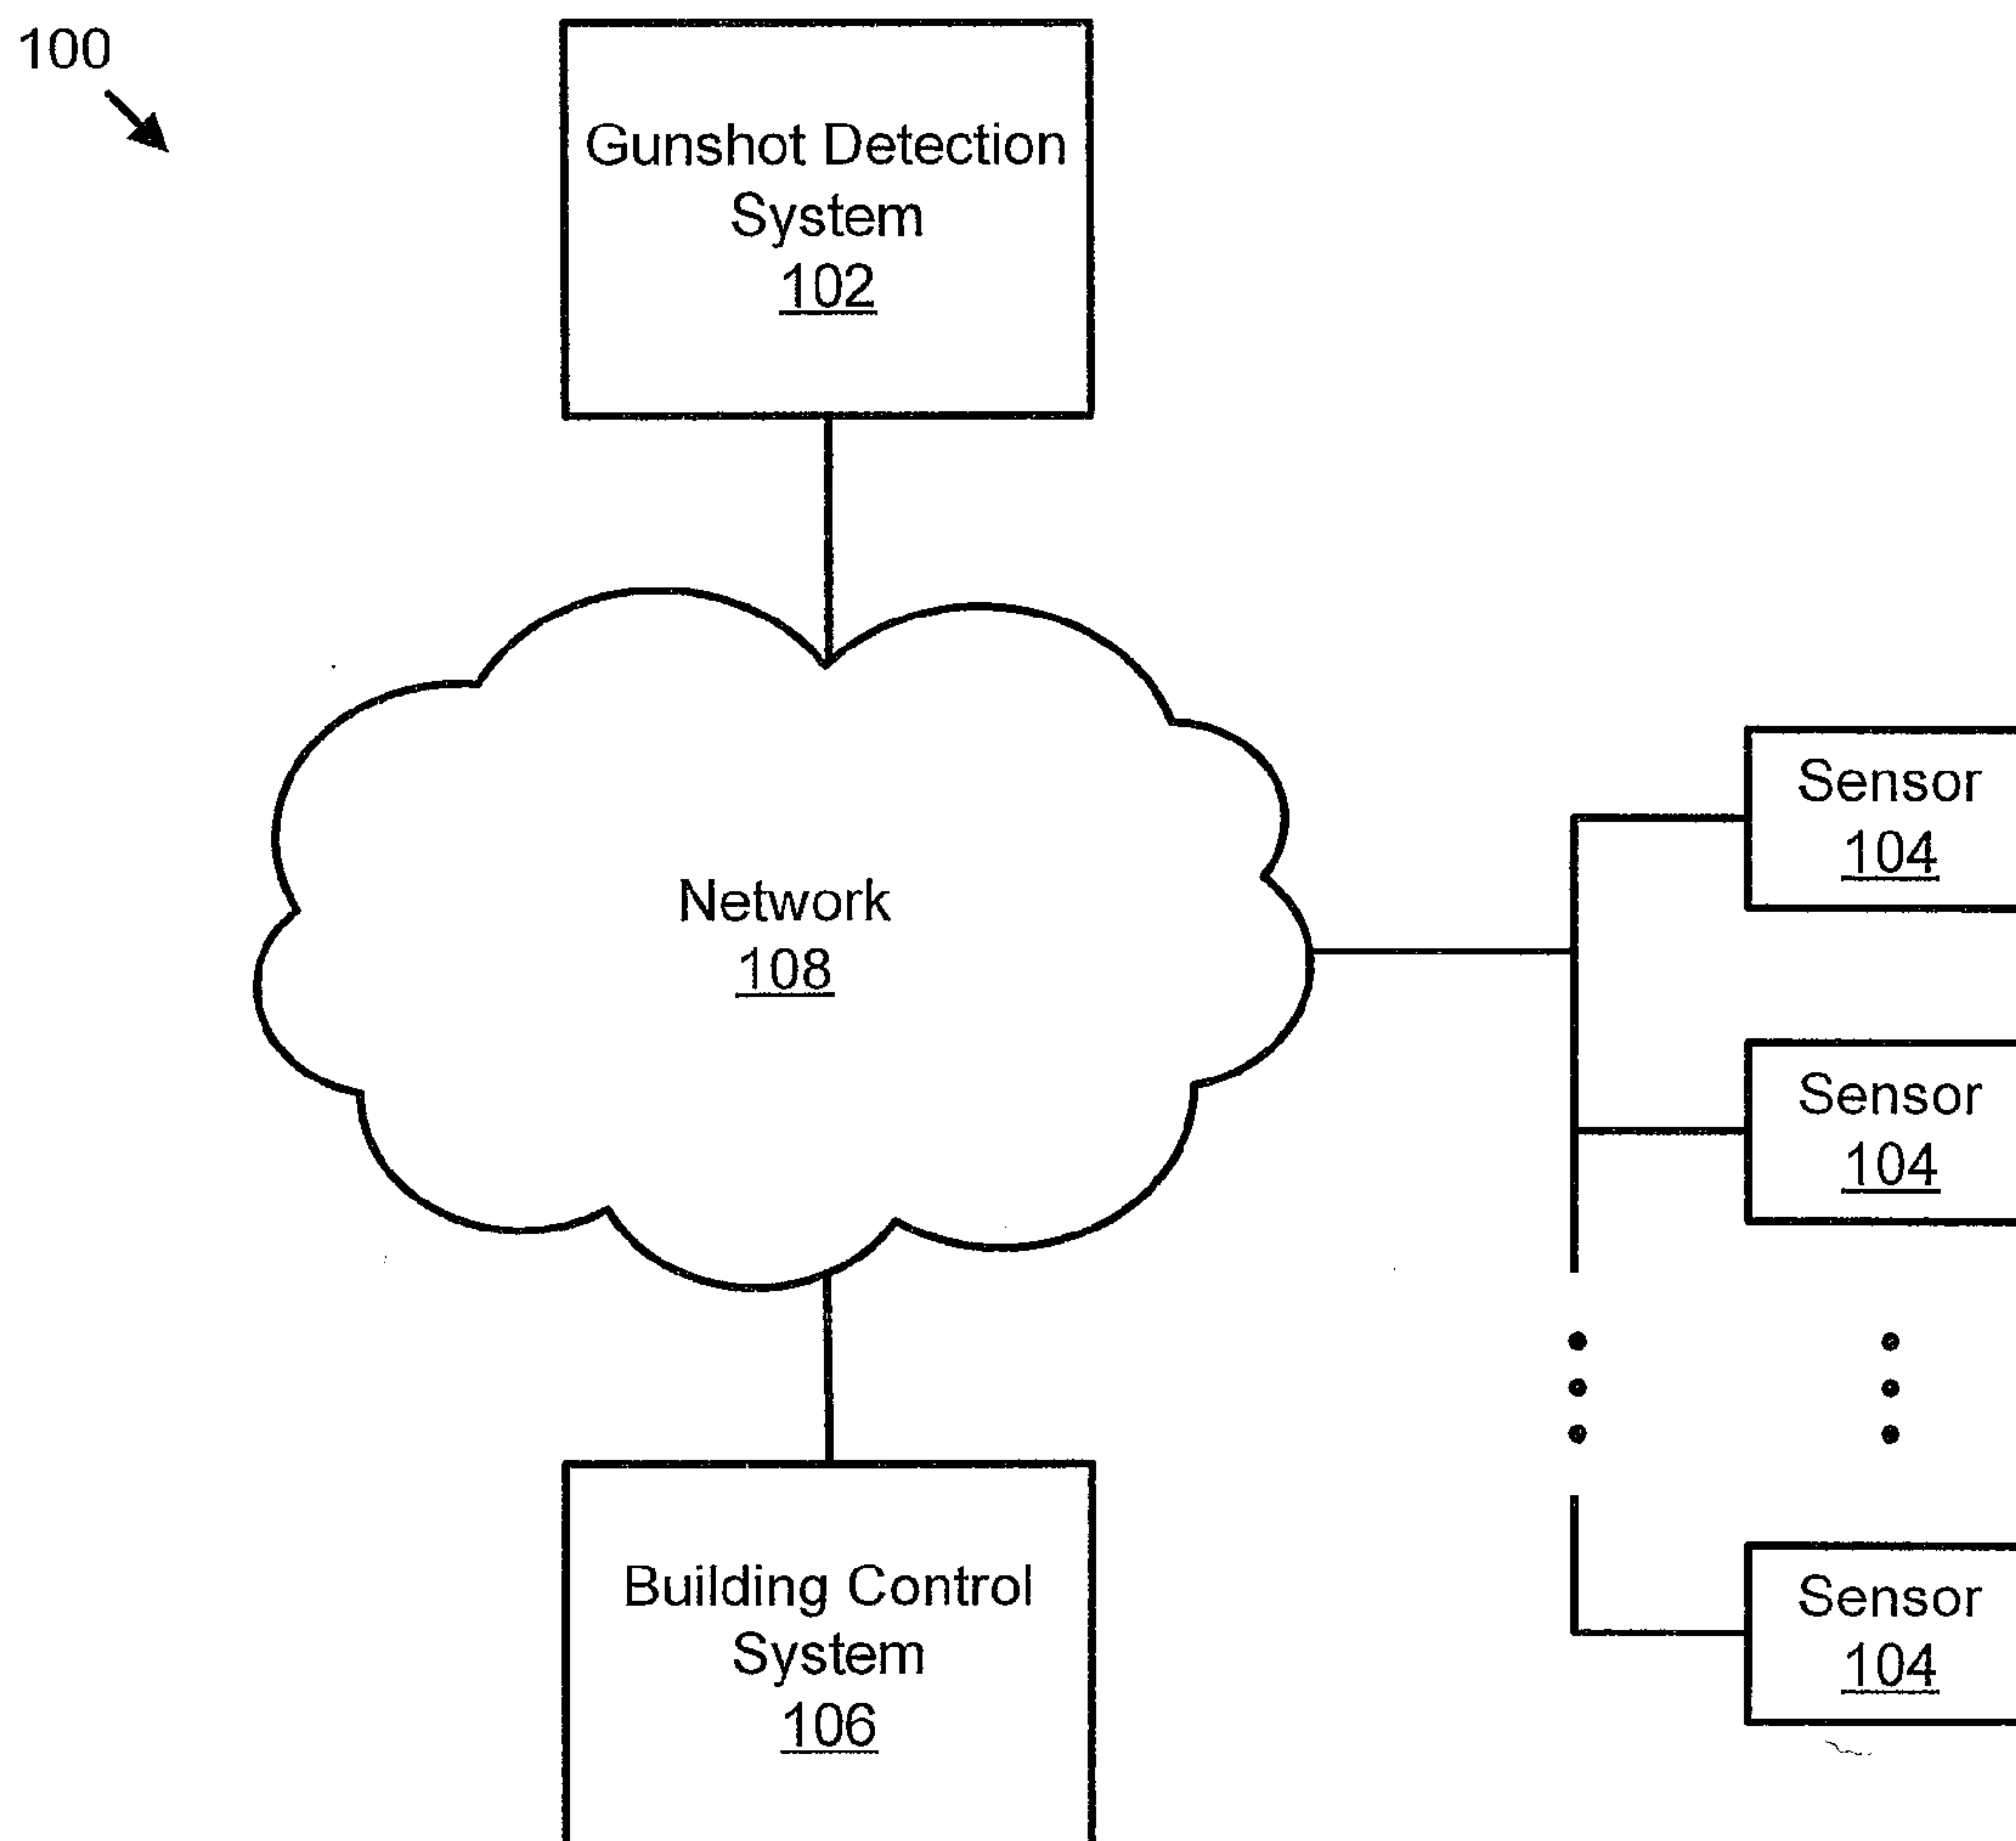 100
Gunshot Detection
System
102
Network
108
Sensor
104
Sensor
104
Sensor
104
Building Control
System
106